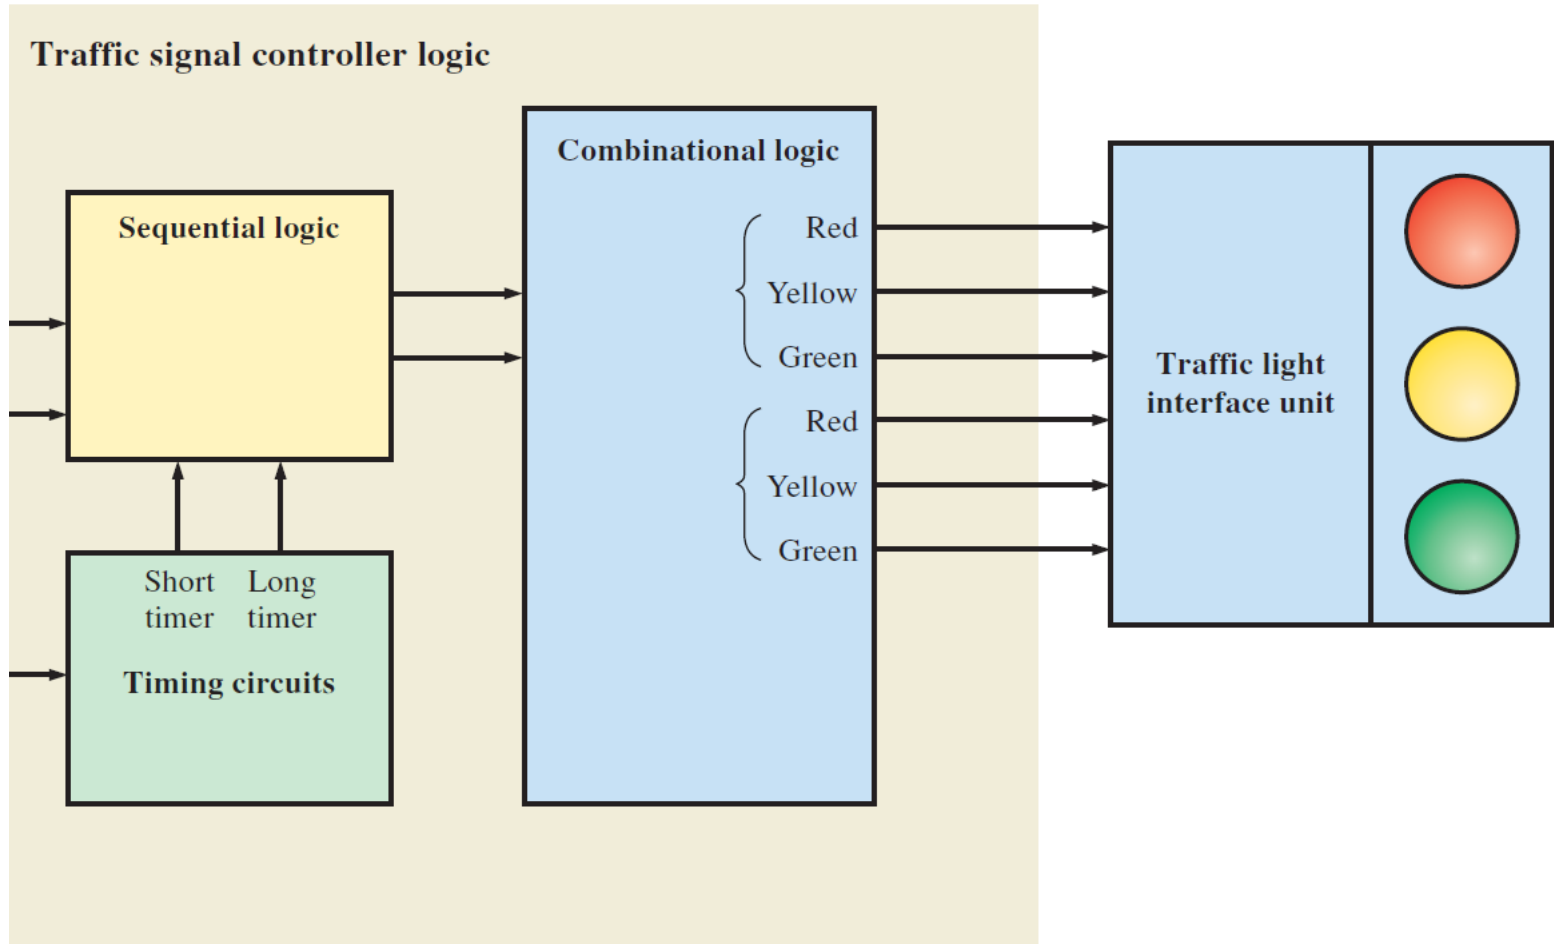 Traffic signal controller logic
Combinational logic
Sequential logic
Red
Yellow
Green
Red
Yellow
Green
Traffic light
interface unit
Short Long
timer timer
Timing circuits